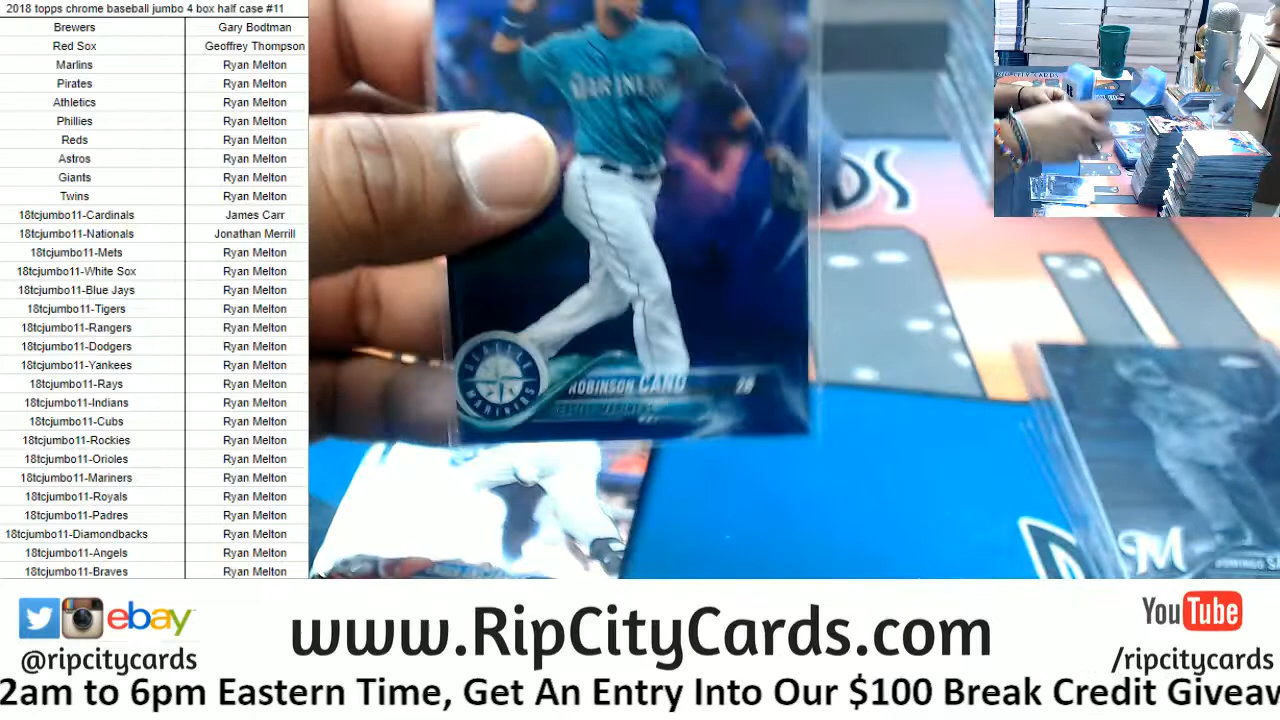 2018 topps chrome baseball jumbo 4 box half case #11
Brewers Gary Bodtman
Red Sox Geoffrey Thompson
Marlins Ryan Melton
Pirates Ryan Melton
Athletics Ryan Melton
Phillies Ryan Melton
Reds Ryan Melton
Astros Ryan Melton
Giants Ryan Melton
Twins Ryan Melton
18tcjumbo11-Cardinals James Carr
18tcjumbo11-Nationals Jonathan Merrill
18tcjumbo11-Mets Ryan Melton
18tcjumbo11-White Sox Ryan Melton
18tcjumbo11-Blue Jays Ryan Melton
18tcjumbo11-Tigers Ryan Melton
18tcjumbo11-Rangers Ryan Melton
18tcjumbo11-Dodgers Ryan Melton
18tcjumbo11-Yankees Ryan Melton
18tcjumbo11-Rays Ryan Melton
18tcjumbo11-Indians Ryan Melton
18tcjumbo11-Cubs Ryan Melton
18tcjumbo11-Rockies Ryan Melton
18tcjumbo11-Orioles Ryan Melton
18tcjumbo11-Mariners Ryan Melton
18tcjumbo11-Royals Ryan Melton
18tcjumbo11-Padres Ryan Melton
18tcjumbo11-Diamondbacks Ryan Melton
18tcjumbo11-Angels Ryan Melton
18tcjumbo11-Braves Ryan Melton
MARINERS
SEATTLE MARINERS
ROBINSON CANO
SEATTLE MARINERS
DS
M
DOMINGO
ebay
@ripcitycards
www.RipCityCards.com
YouTube
/ripcitycards
2am to 6pm Eastern Time, Get An Entry Into Our $100 Break Credit Giveaw